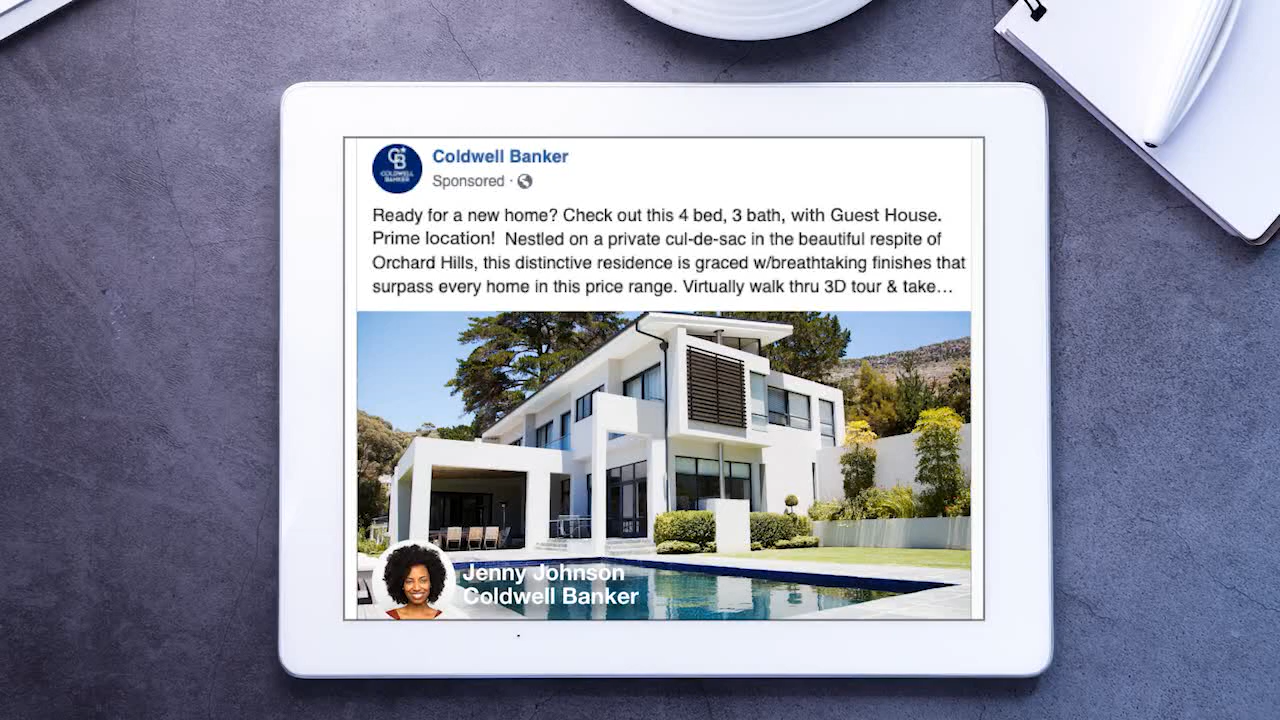 CB
COLDWELL
BANKER
Coldwell Banker
Sponsored ·
Ready for a new home? Check out this 4 bed, 3 bath, with Guest House.
Prime location!  Nestled on a private cul-de-sac in the beautiful respite of
Orchard Hills, this distinctive residence is graced w/breathtaking finishes that
surpass every home in this price range. Virtually walk thru 3D tour & take...
Jenny Johnson
Coldwell Banker